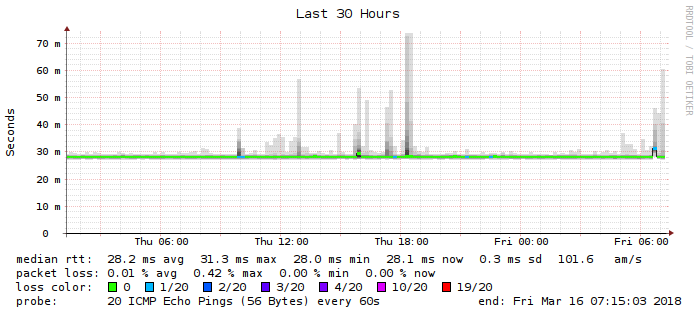 Last 30 Hours
RRDTOOL / TOBI OETIKER
Seconds
70 m
60 m
50 m
40 m
30 m
20 m
10 m
0
Thu 06:00 Thu 12:00 Thu 18:00 Fri 00:00 Fri 06:00
median rtt: 28.2 ms avg 31.3 ms max 28.0 ms min 28.1 ms now 0.3 ms sd 101.6 am/s
packet loss: 0.01 % avg 0.42 % max 0.00 % min 0.00 % now
loss color: 0 1/20 2/20 3/20 4/20 10/20 19/20
probe: 20 ICMP Echo Pings (56 Bytes) every 60s end: Fri Mar 16 07:15:03 2018